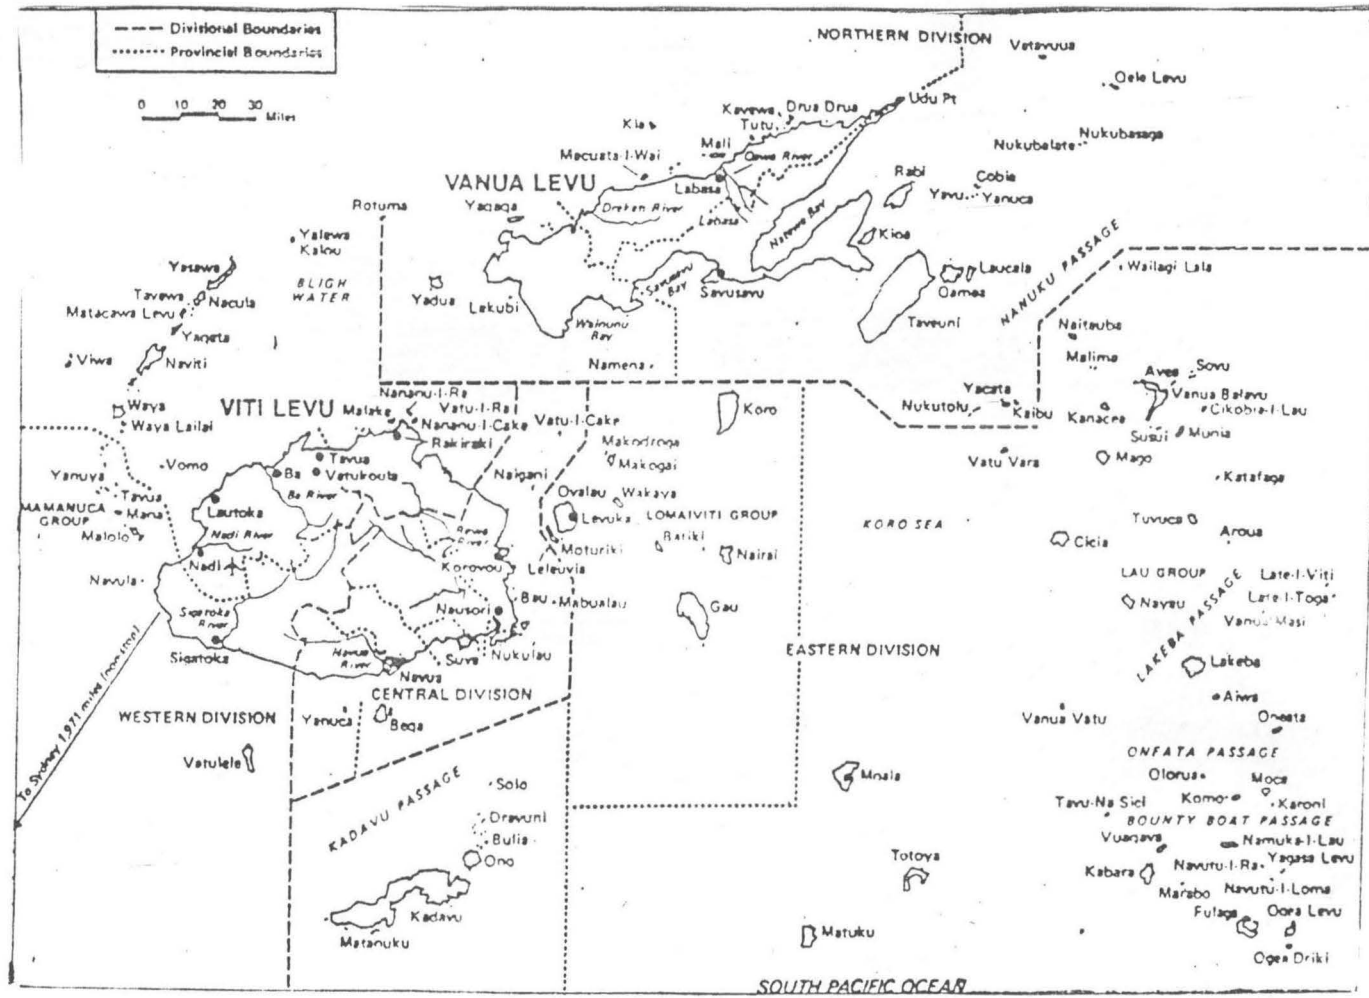 Divisional Boundaries
Provincial Boundaries
0 10 20 30
Miles
NORTHERN DIVISION
Vatavuua
Qele Levu
Udu Pt
Kavewa
Drua Drua
Tutu
Kia
Mali
Qawa River
Nukubasaga
Nukubalate
Macuata-I-Wai
Labasa
Rabi
Cobia
Yavu
Yanuca
VANUA LEVU
Dreketi River
Labasa
Natewa Bay
Rotuma
Yaqaqa
Kioa
NANUKU PASSAGE
Yalewa
Kalou
Yasawa
BLIGH
WATER
Savusavu
BAY
Savusavu
Laucala
Qamea
Wailagi Lala
Tavewa
Nacula
Yadua
Lekubi
Matacawa Levu
Wainunu
Bay
Taveuni
Yaqeta
Naitauba
Viwa
Naviti
Malima
Namena
Avea
Sovu
Vanua Balavu
Yacata
Nukutolu
Kaibu
Kanacea
Cikobia-I-Lau
Waya
VITI LEVU
Nananu-I-Ra
Malake
Vatu-I-Ra
Nananu-I-Cake
Vatu-I-Cake
Koro
Waya Lailai
Rakiraki
Susui
Munia
Makodroga
Makogai
Vatu Vara
Mago
Vomo
Tavua
Ba
Vatukoula
Naigani
Katafaga
Yanuya
Tavua
Ba River
Ovalau
Wakaya
MAMANUCA
GROUP
Mana
Lautoka
Levuka
LOMAIVITI GROUP
KORO SEA
Tuvuca
Malolo
Nadi River
Rewa
River
Batiki
Nairai
Cicia
Aroua
Nadi
Moturiki
Korovou
Leleuvia
LAU GROUP
Late-I-Viti
Navula
Bau
Mabualau
Gau
Nayau
LAKEBA PASSAGE
Late-I-Toga
Sigatoka
River
Nausori
Vanua Masi
Sigatoka
Navua
River
Suva
Nukulau
EASTERN DIVISION
Lakeba
Navua
CENTRAL DIVISION
Aiwa
WESTERN DIVISION
Yanuca
Beqa
Vanua Vatu
Oneata
To Sydney 1,971 miles (non-stop)
Vatulele
ONEATA PASSAGE
KADAVU PASSAGE
Solo
Moala
Olorua
Moce
Tavu-Na Sici
Komo
Karoni
Dravuni
BOUNTY BOAT PASSAGE
Bulia
Vuaqava
Namuka-I-Lau
Ono
Totoya
Kabara
Navutu-I-Ra
Yagasa Levu
Marabo
Navutu-I-Loma
Kadavu
Fulaga
Ogea Levu
Matanuku
Matuku
Ogea Driki
SOUTH PACIFIC OCEAN